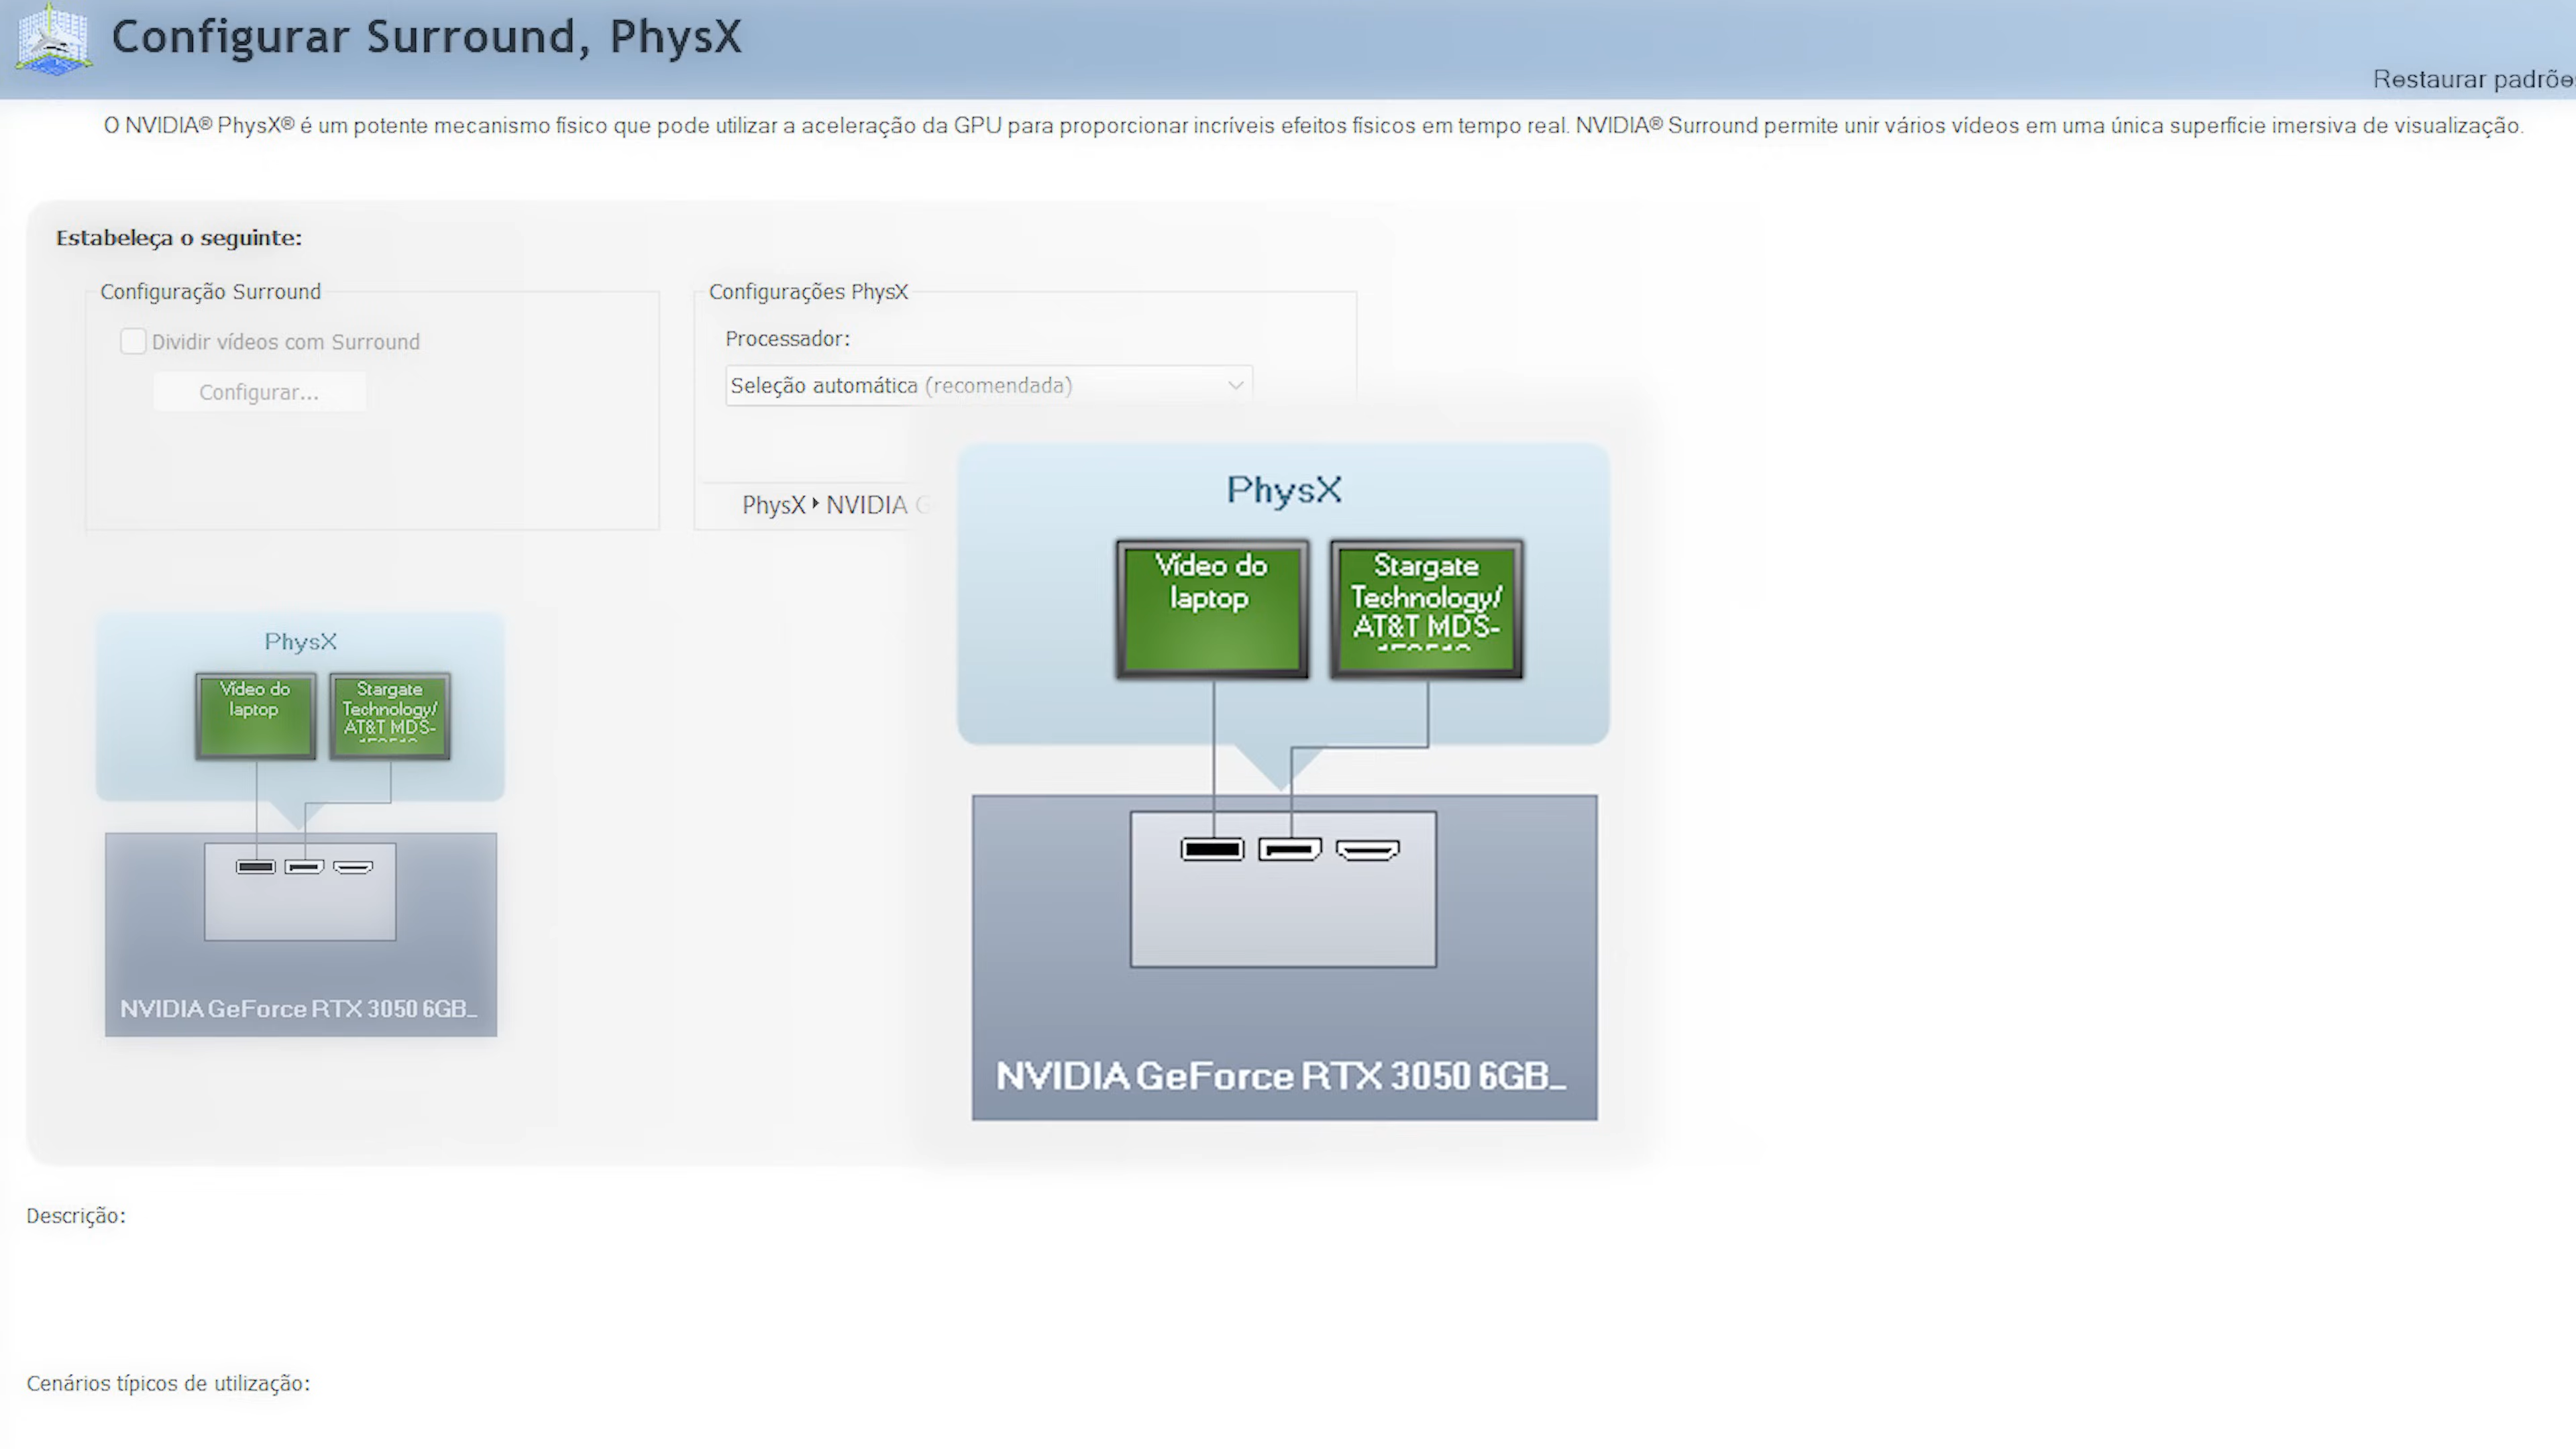 Configurar Surround, PhysX
Restaurar padrões
O NVIDIA® PhysX® é um potente mecanismo físico que pode utilizar a aceleração da GPU para proporcionar incríveis efeitos físicos em tempo real. NVIDIA® Surround permite unir vários vídeos em uma única superfície imersiva de visualização.
Estabeleça o seguinte:
Configuração Surround
Dividir vídeos com Surround
Configurar...
Configurações PhysX
Processador:
Seleção automática (recomendada)
PhysX ▸ NVIDIA G
PhysX
Vídeo do
laptop
Stargate
Technology/
AT&T MDS-
NVIDIA GeForce RTX 3050 6GB...
PhysX
Vídeo do
laptop
Stargate
Technology/
AT&T MDS-
NVIDIA GeForce RTX 3050 6GB...
Descrição:
Cenários típicos de utilização: